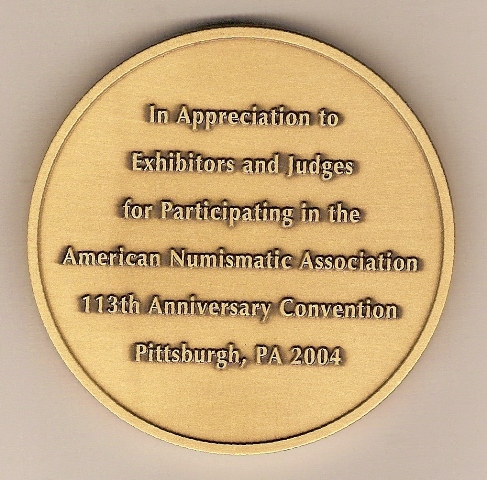 In Appreciation to
Exhibitors and Judges
for Participating in the
American Numismatic Association
113th Anniversary Convention
Pittsburgh, PA 2004